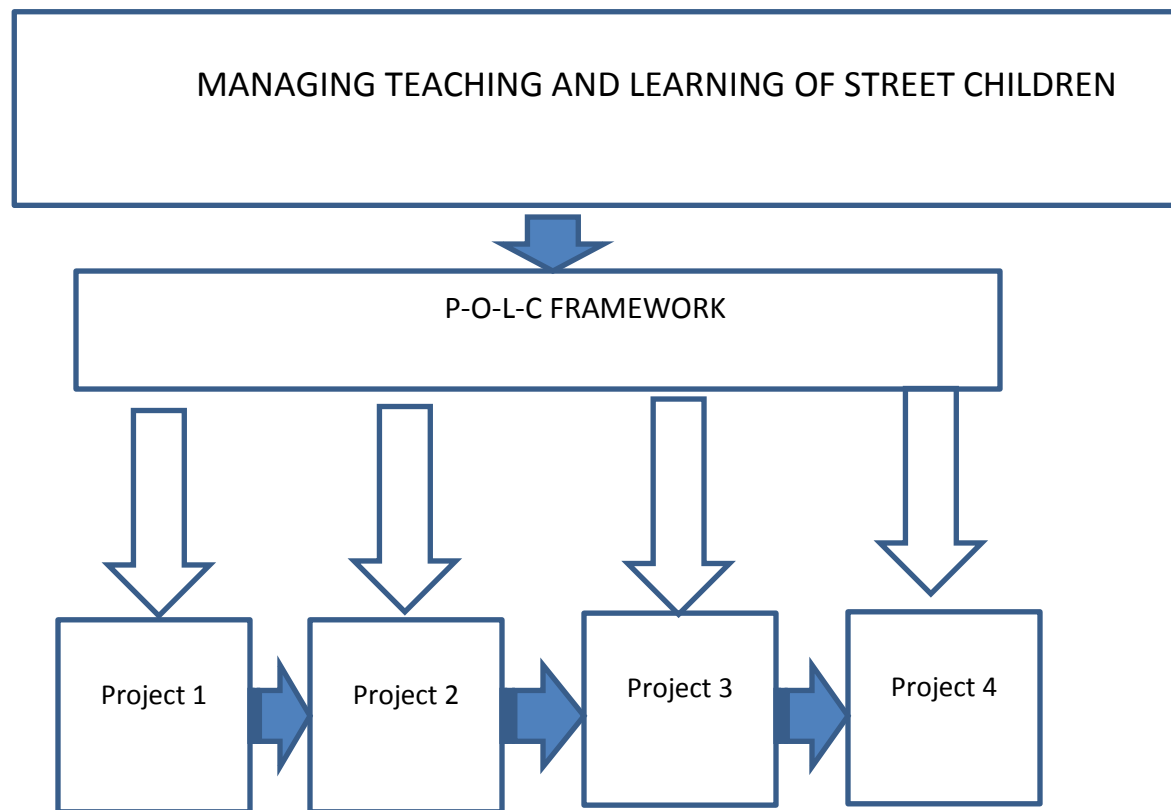 MANAGING TEACHING AND LEARNING OF STREET CHILDREN
P-O-L-C FRAMEWORK
Project 1
Project 2
Project 3
Project 4